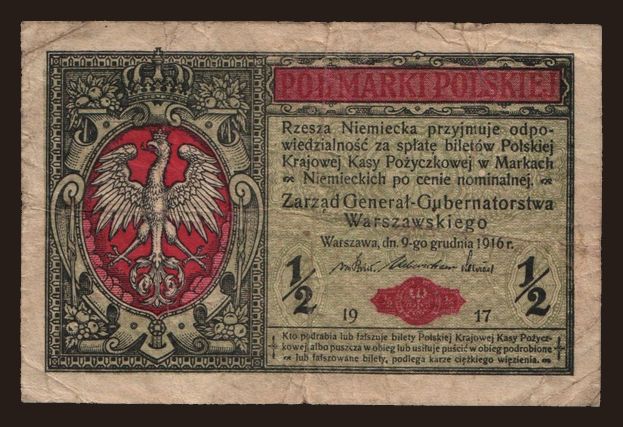 PÓŁ MARKI POLSKIEJ
Rzesza Niemiecka przyjmuje odpo-
wiedzialność za spłatę biletów Polskiej
Krajowej Kasy Pożyczkowej w Markach
Niemieckich po cenie nominalnej.
Zarząd Generał-Gubernatorstwa
Warszawskiego
Warszawa, dn. 9-go grudnia 1916 r.
1/2
1/2
19 17
Kto podrabia lub fałszuje bilety Polskiej Krajowej Kasy Pożycz-
kowej albo puszcza w obieg lub usiłuje puścić w obieg podrobione
lub fałszowane bilety, podlega karze ciężkiego więzienia.